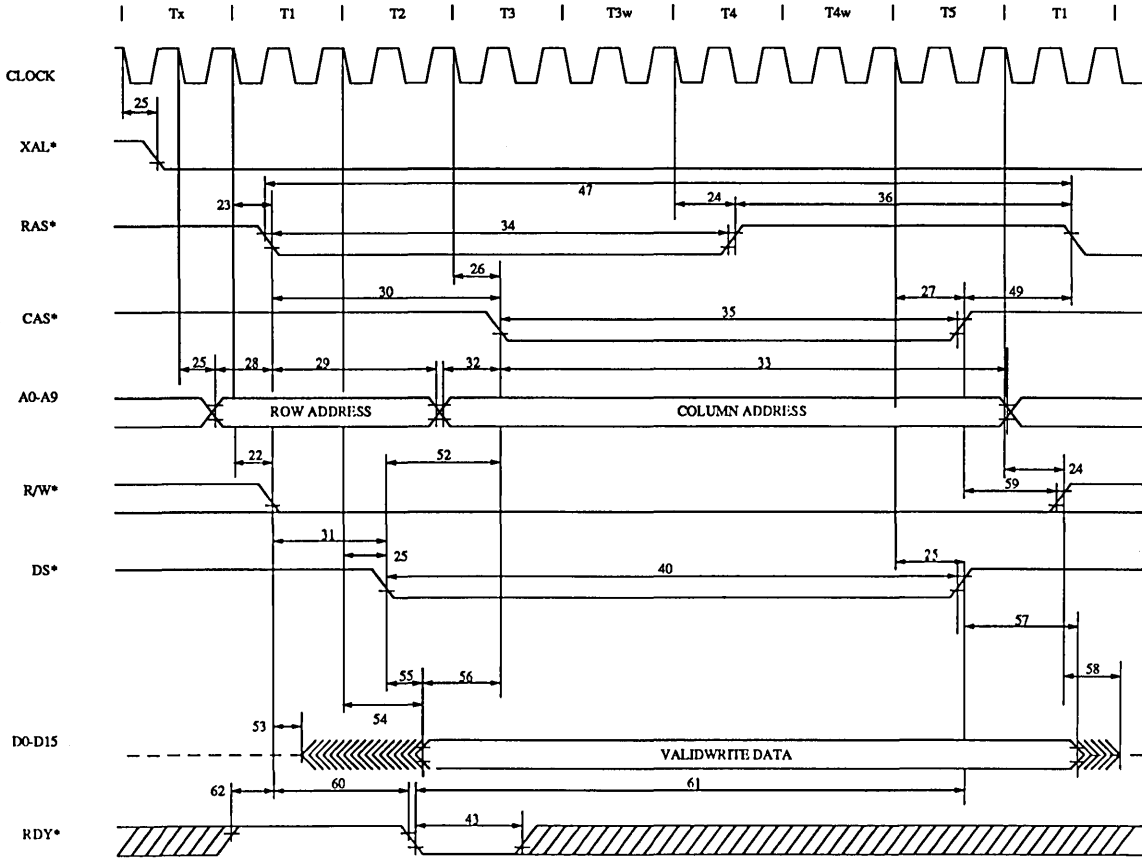 Tx T1 T2 T3 T3w T4 T4w T5 T1
CLOCK
25
XAL*
47
23 24 36
RAS* 34
26
30 27 49
CAS* 35
25 28 29 32 33
A0-A9 ROW ADDRESS COLUMN ADDRESS
22 52 24
R/W* 59
31
25 25
DS* 40
57
55 56 58
54
53
D0-D15 VALIDWRITE DATA
62 60 61
43
RDY*